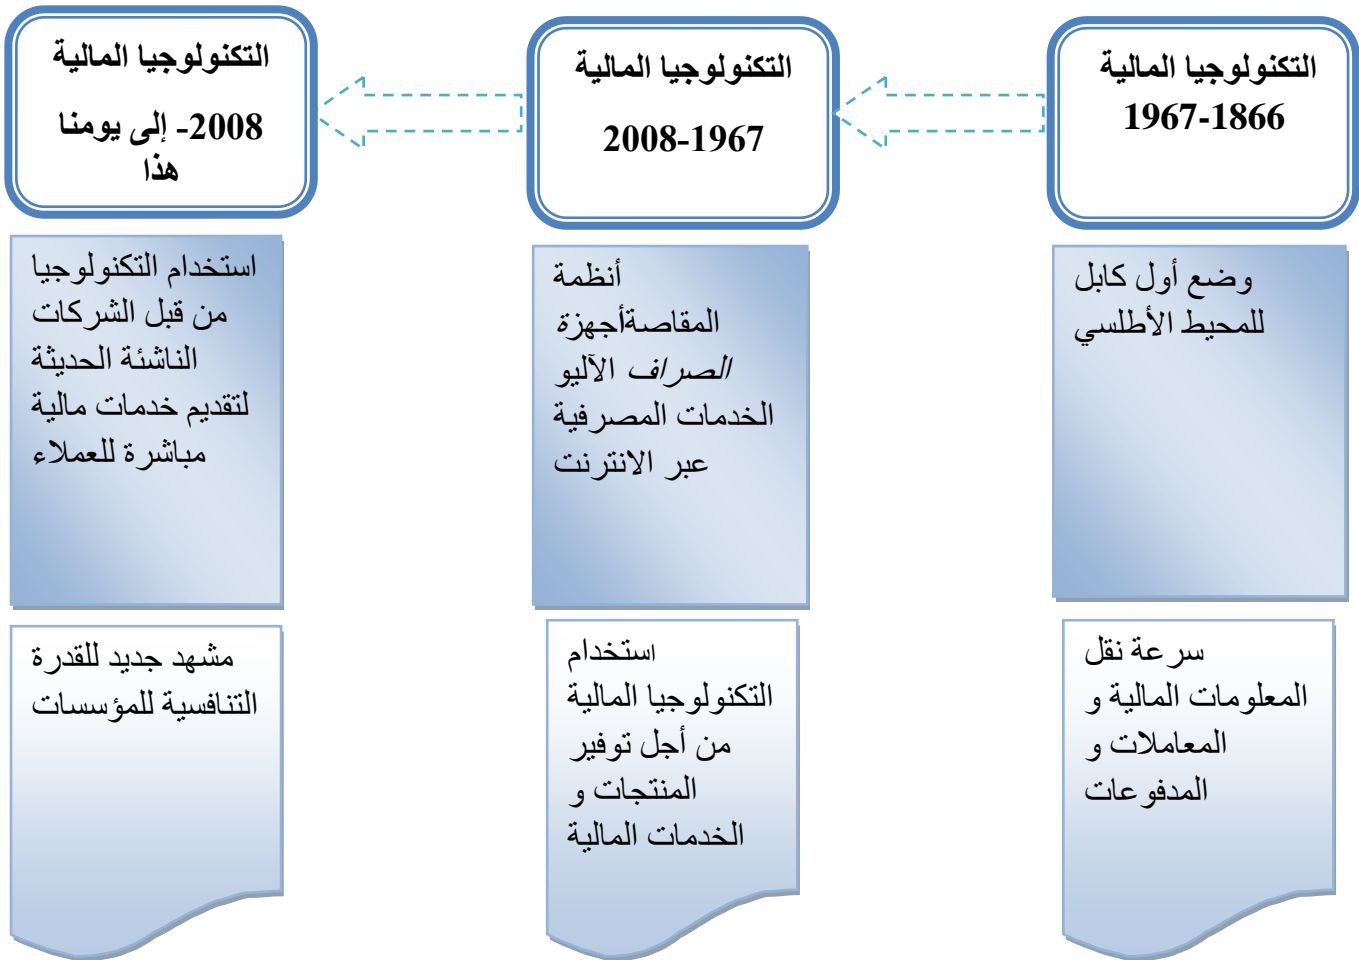 التكنولوجيا المالية
1967-1866
وضع أول كابل
للمحيط الأطلسي
سرعة نقل
المعلومات المالية و
المعاملات و
المدفوعات
التكنولوجيا المالية
2008-1967
أنظمة
المقاصةأجهزة
الصراف الآليو
الخدمات المصرفية
عبر الانترنت
استخدام
التكنولوجيا المالية
من أجل توفير
المنتجات و
الخدمات المالية
التكنولوجيا المالية
2008- إلى يومنا
هذا
استخدام التكنولوجيا
من قبل الشركات
الناشئة الحديثة
لتقديم خدمات مالية
مباشرة للعملاء
مشهد جديد للقدرة
التنافسية للمؤسسات